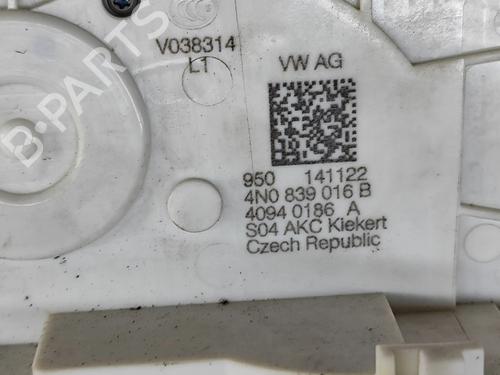 V038314
L1
VW AG
950 141122
4N0 839 016 B
4094 0186 A
S04 AKC Kiekert
Czech Republic
B-PARTS